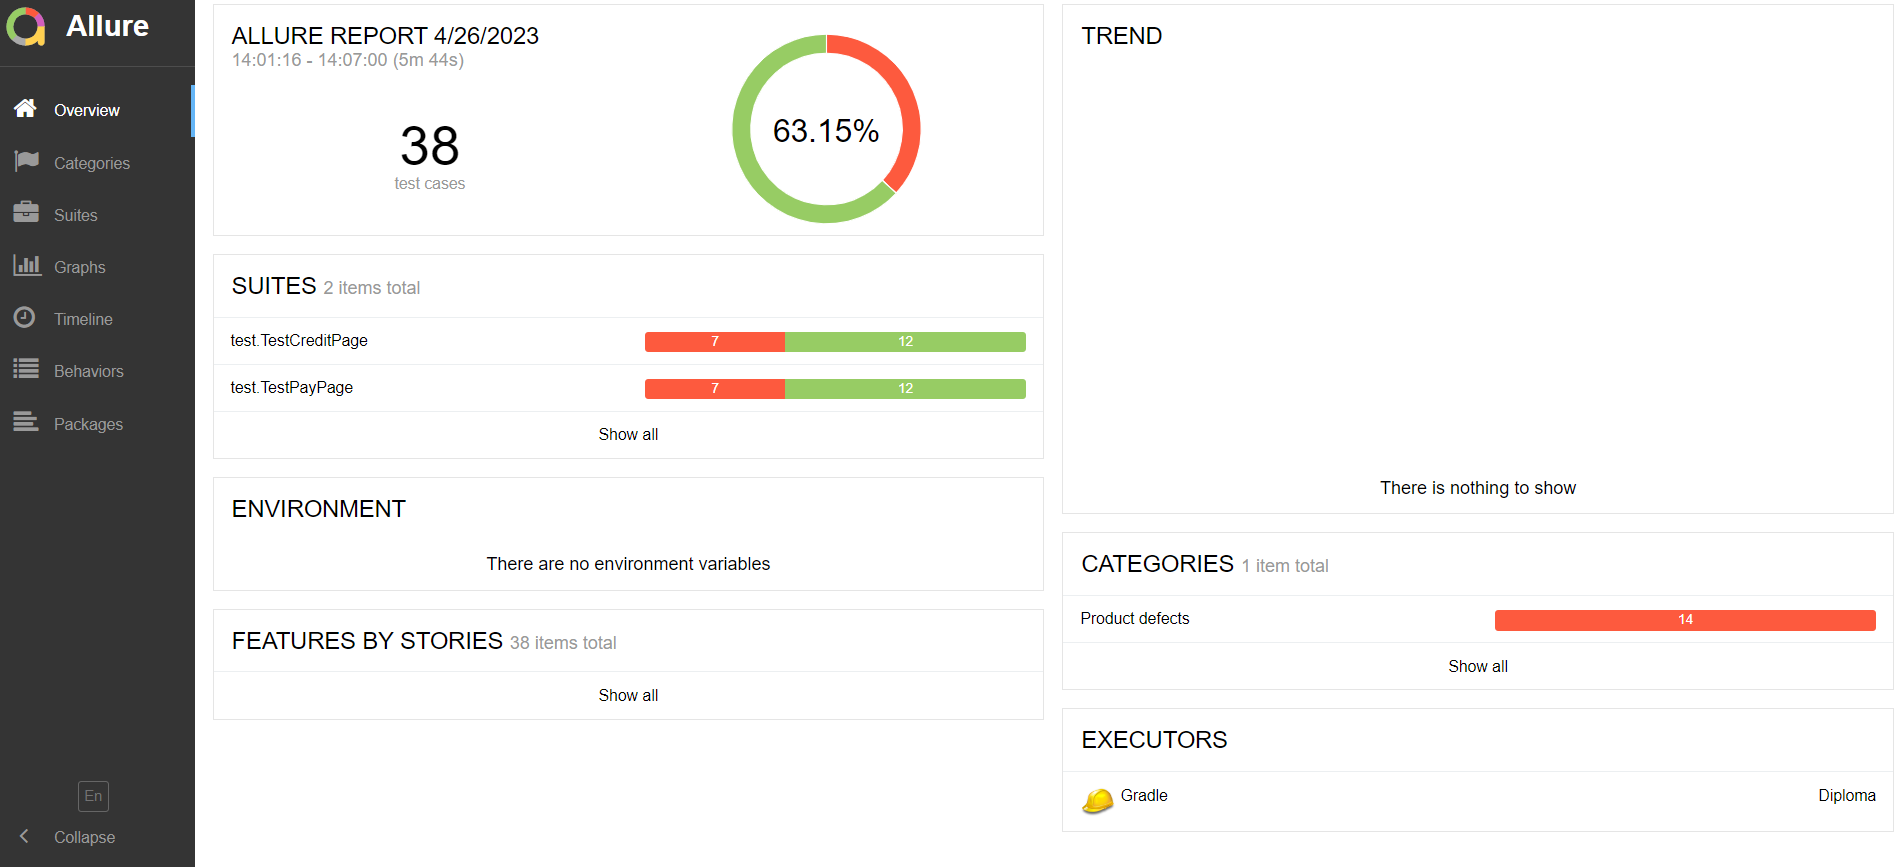 Allure
Overview
Categories
Suites
Graphs
Timeline
Behaviors
Packages
En
Collapse
ALLURE REPORT 4/26/2023
14:01:16 - 14:07:00 (5m 44s)
38
test cases
63.15%
SUITES 2 items total
test.TestCreditPage 7 12
test.TestPayPage 7 12
Show all
ENVIRONMENT
There are no environment variables
FEATURES BY STORIES 38 items total
Show all
TREND
There is nothing to show
CATEGORIES 1 item total
Product defects 14
Show all
EXECUTORS
Gradle Diploma